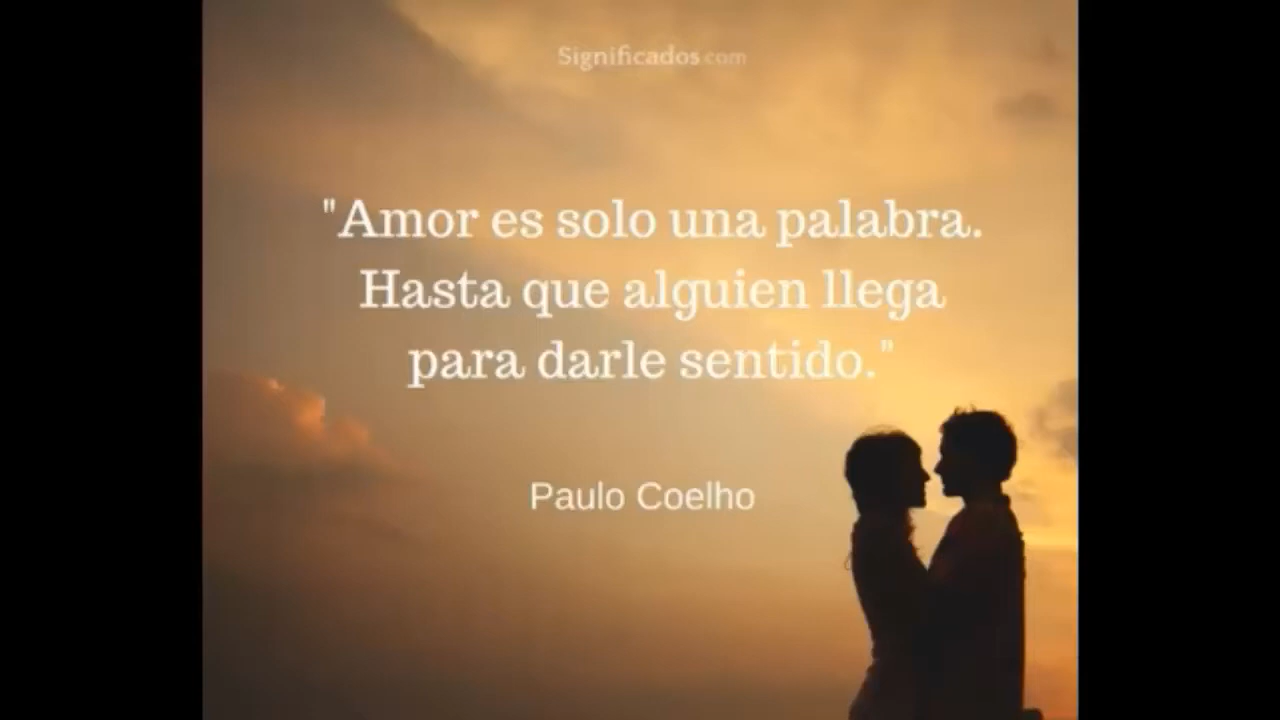 Significados.com
"Amor es solo una palabra.
Hasta que alguien llega
para darle sentido."
Paulo Coelho